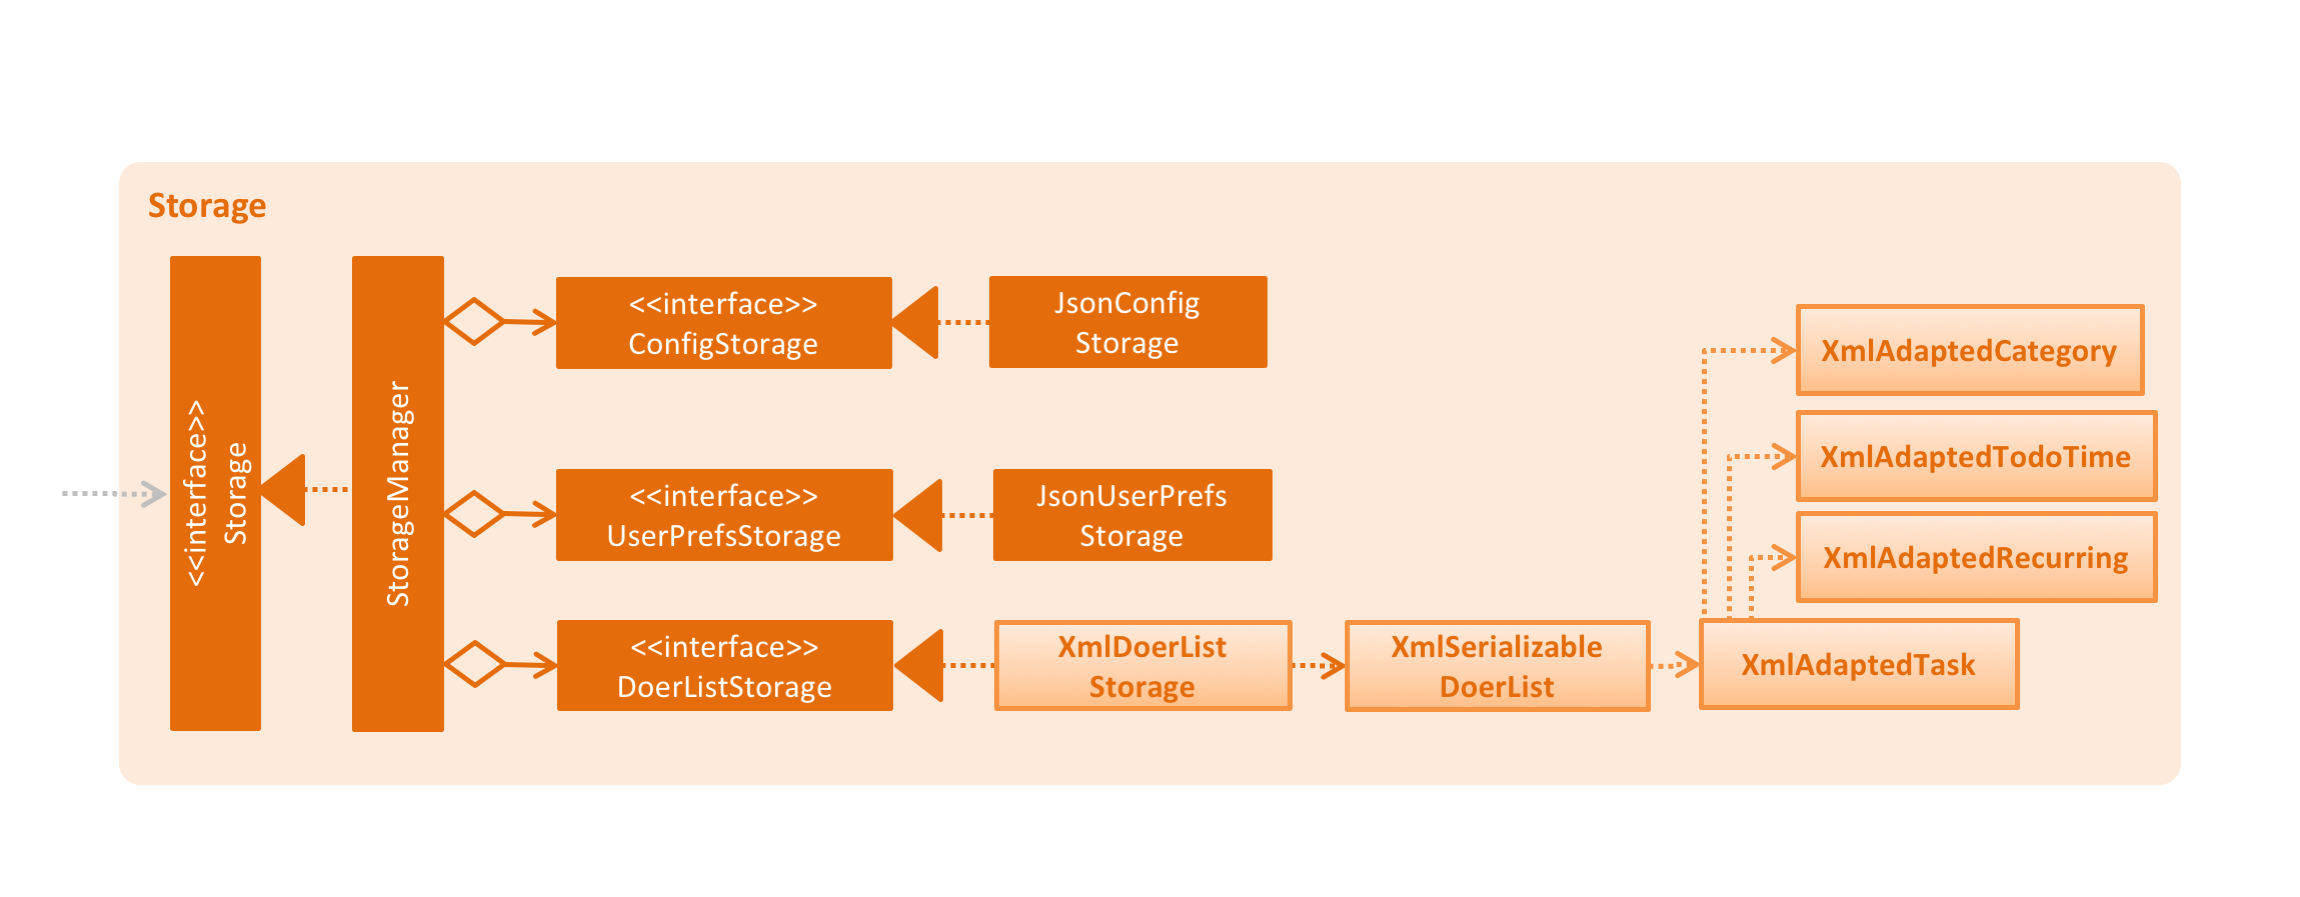 Storage
<<interface>>
Storage
StorageManager
<<interface>>
ConfigStorage
JsonConfig
Storage
<<interface>>
UserPrefsStorage
JsonUserPrefs
Storage
<<interface>>
DoerListStorage
XmlDoerList
Storage
XmlSerializable
DoerList
XmlAdaptedTask
XmlAdaptedCategory
XmlAdaptedTodoTime
XmlAdaptedRecurring